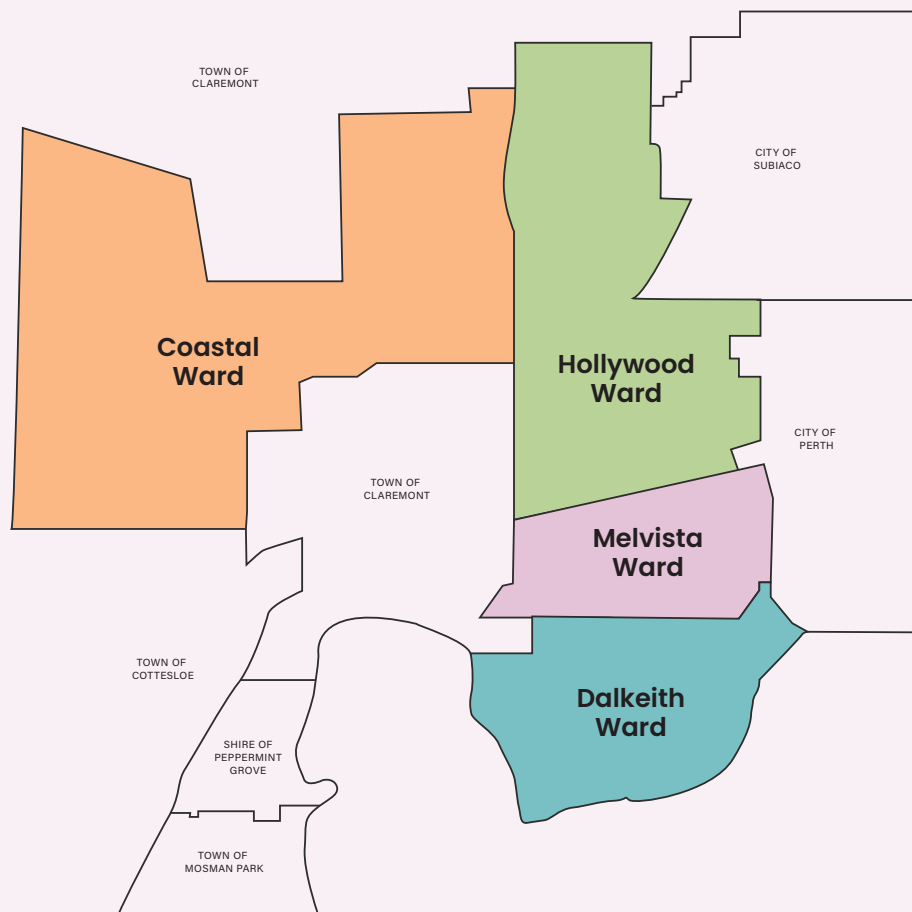 TOWN OF
CLAREMONT
CITY OF
SUBIACO
Coastal
Ward
Hollywood
Ward
CITY OF
PERTH
TOWN OF
CLAREMONT
Melvista
Ward
TOWN OF
COTTESLOE
Dalkeith
Ward
SHIRE OF
PEPPERMINT
GROVE
TOWN OF
MOSMAN PARK